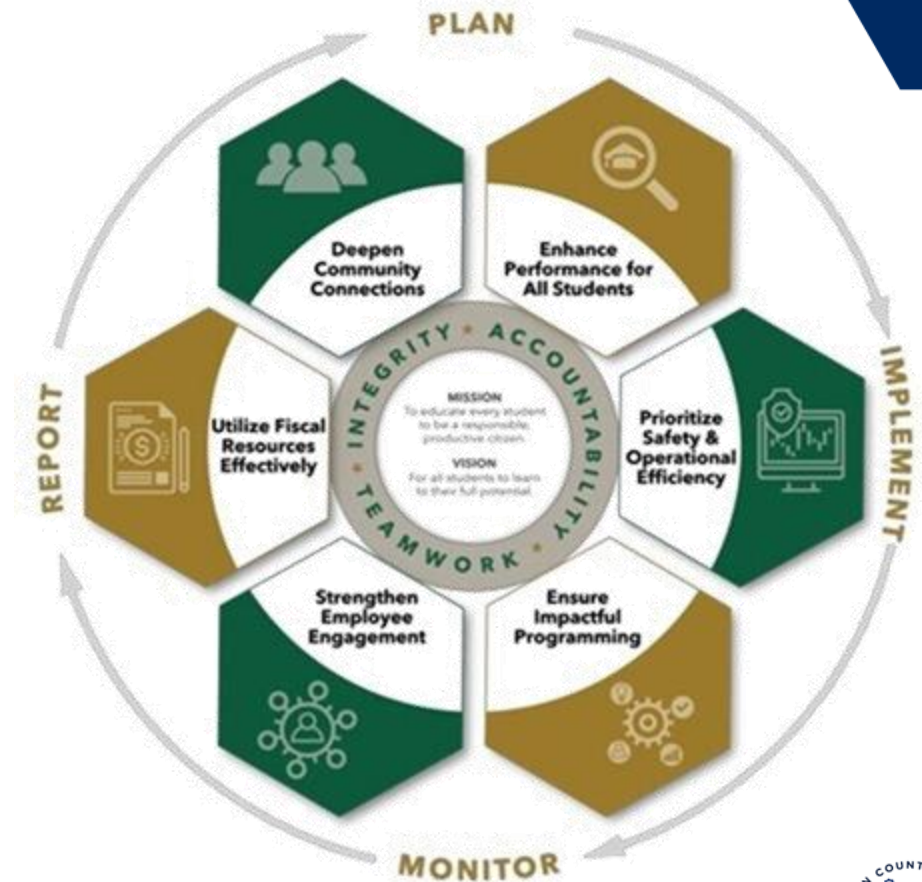 PLAN
Deepen
Community
Connections
Enhance
Performance for
All Students
IMPLEMENT
Prioritize
Safety &
Operational
Efficiency
Ensure
Impactful
Programming
MONITOR
Strengthen
Employee
Engagement
REPORT
Utilize Fiscal
Resources
Effectively
INTEGRITY * ACCOUNTABILITY * TEAMWORK *
MISSION
To educate every student
to be a responsible,
productive citizen.
VISION
For all students to learn
to their full potential.
COUNT